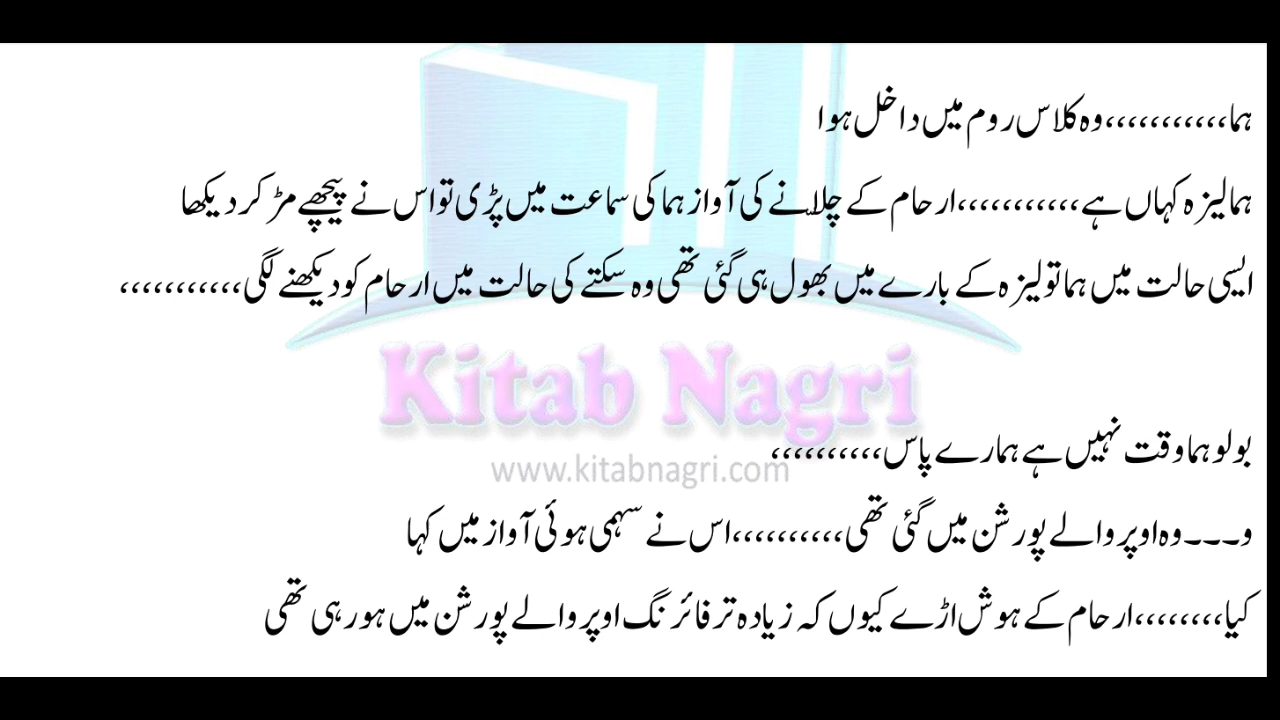 ہما،،،،،،،،،،،وہ کلاس روم میں داخل ہوا
ہما لیزہ کہاں ہے،،،،،،،،،،،ارحام کے چلانے کی آواز ہما کی سماعت میں پڑی تو اس نے پیچھے مڑ کر دیکھا
ایسی حالت میں ہما تو لیزہ کے بارے میں بھول ہی گئی تھی وہ سکتے کی حالت میں ارحام کو دیکھنے لگی،،،،،،،،،،،
Kitab Nagri
بولو ہما وقت نہیں ہے ہمارے پاس،،،،،،،،،،
www.kitabnagri.com
و۔۔۔وہ اوپر والے پورشن میں گئی تھی،،،،،،،،،،اس نے سہمی ہوئی آواز میں کہا
کیا،،،،،،،،ارحام کے ہوش اڑے کیوں کہ زیادہ تر فائرنگ اوپر والے پورشن میں ہو رہی تھی